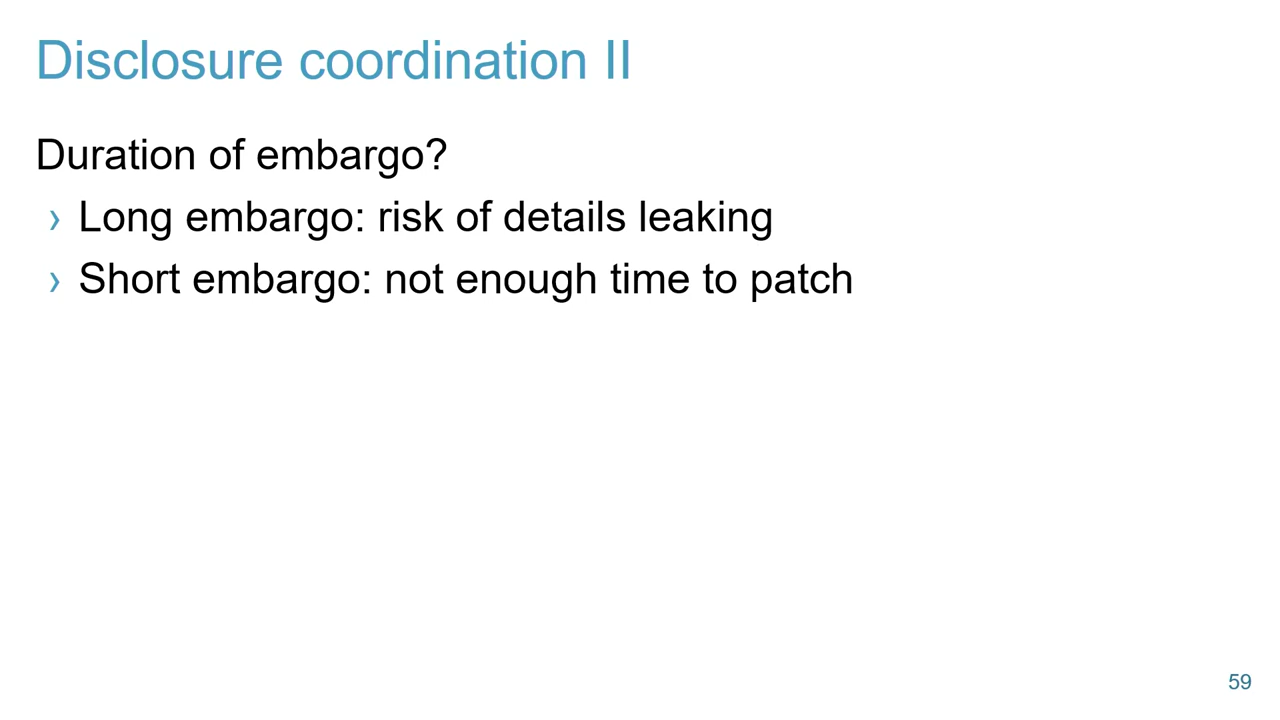 Disclosure coordination II
Duration of embargo?
› Long embargo: risk of details leaking
› Short embargo: not enough time to patch
59